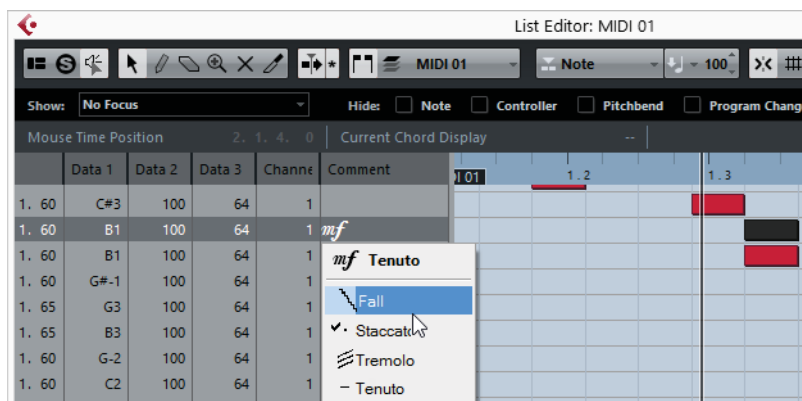 List Editor: MIDI 01
MIDI 01 Note 100
Show: No Focus Hide: Note Controller Pitchbend Program Chang
Mouse Time Position 2. 1. 4. 0 Current Chord Display --
Data 1 Data 2 Data 3 Channe Comment I 01 1.2 1.3
1. 60 C#3 100 64 1
1. 60 B1 100 64 1 mf
1. 60 B1 100 64 1 mf Tenuto
1. 60 G#-1 100 64 1
1. 65 G3 100 64 1 Fall
1. 65 B3 100 64 1 Staccato
1. 60 G-2 100 64 1 Tremolo
1. 60 C2 100 64 1 Tenuto